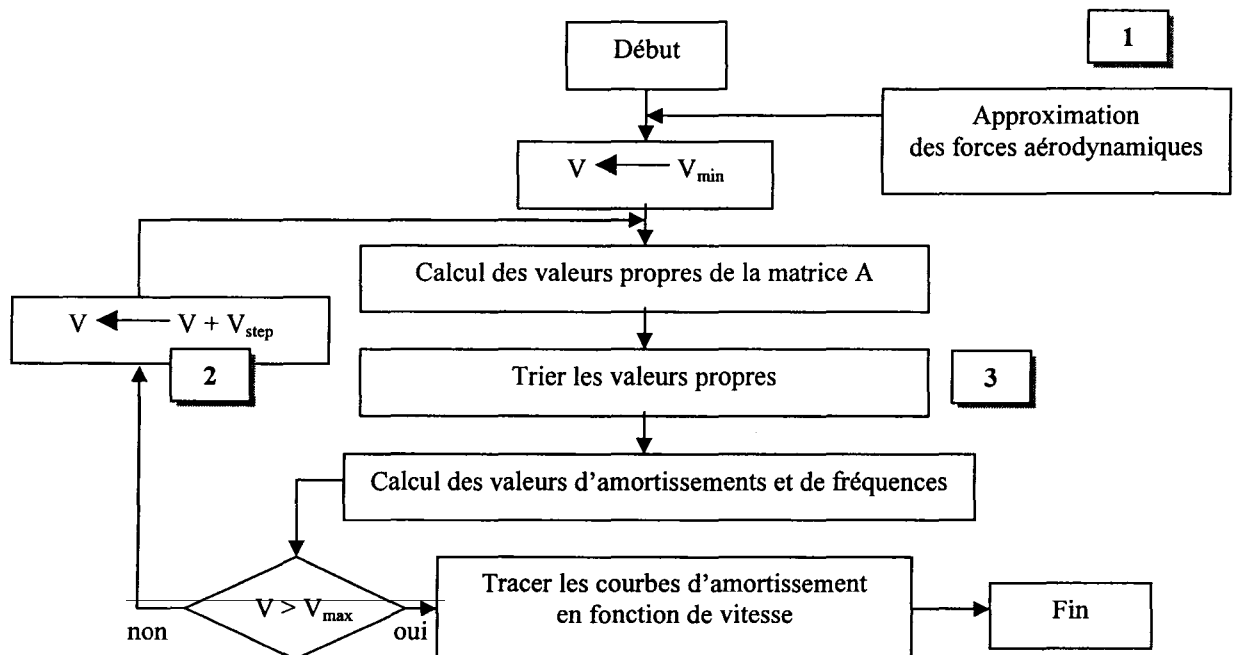 1
Début
Approximation
des forces aérodynamiques
V ← V_min
Calcul des valeurs propres de la matrice A
V ← V + V_step
2
Trier les valeurs propres
3
Calcul des valeurs d'amortissements et de fréquences
V > V_max
non
oui
Tracer les courbes d'amortissement
en fonction de vitesse
Fin